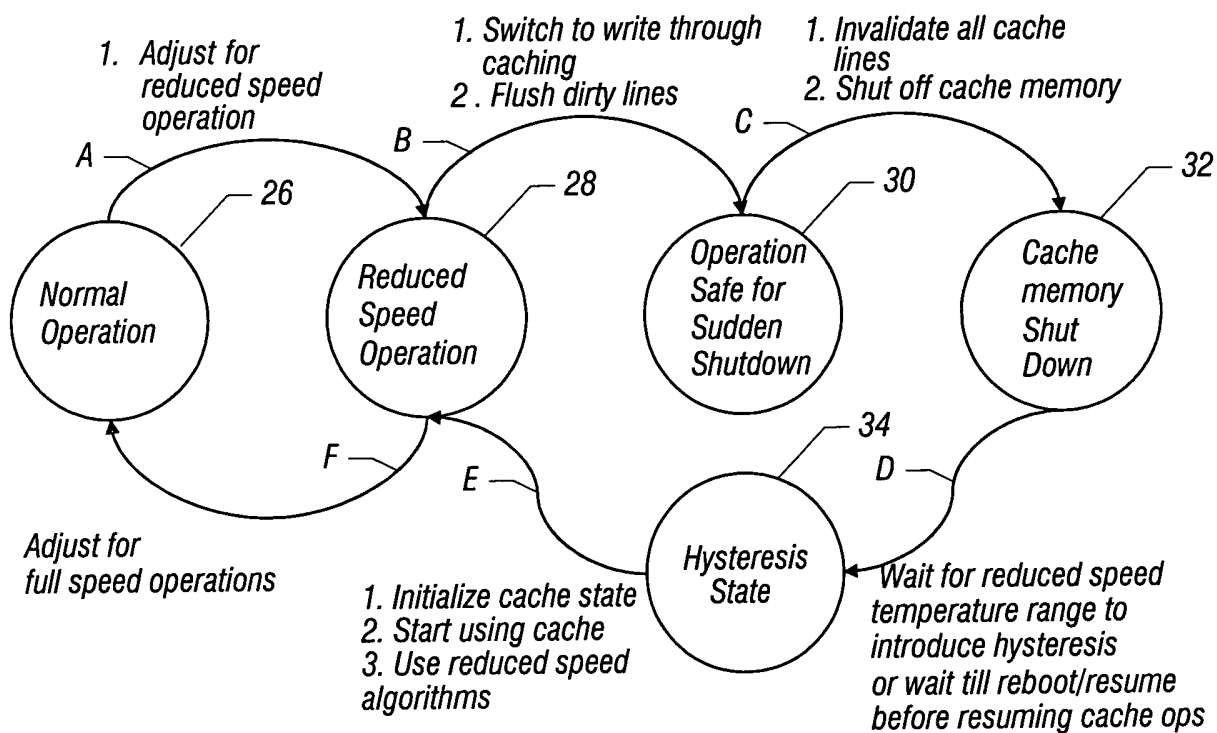 1. Adjust for
reduced speed
operation
1. Switch to write through
caching
2 . Flush dirty lines
1. Invalidate all cache
lines
2. Shut off cache memory
A
B
C
26
28
30
32
Normal
Operation
Reduced
Speed
Operation
Operation
Safe for
Sudden
Shutdown
Cache
memory
Shut
Down
F
E
34
D
Adjust for
full speed operations
1. Initialize cache state
2. Start using cache
3. Use reduced speed
algorithms
Hysteresis
State
Wait for reduced speed
temperature range to
introduce hysteresis
or wait till reboot/resume
before resuming cache ops